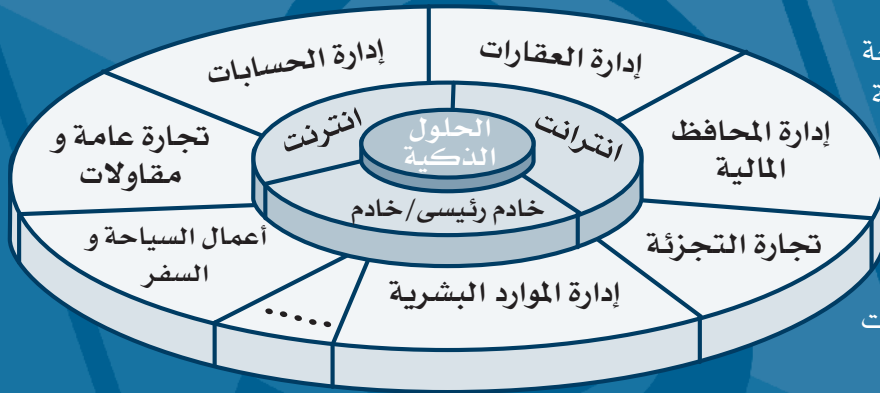 إدارة الحسابات
إدارة العقارات
إدارة المحافظ
المالية
تجارة التجزئة
إدارة الموارد البشرية
.....
أعمال السياحة و
السفر
تجارة عامة و
مقاولات
انترنت
انترانت
خادم رئيسى/خادم
الحلول
الذكية